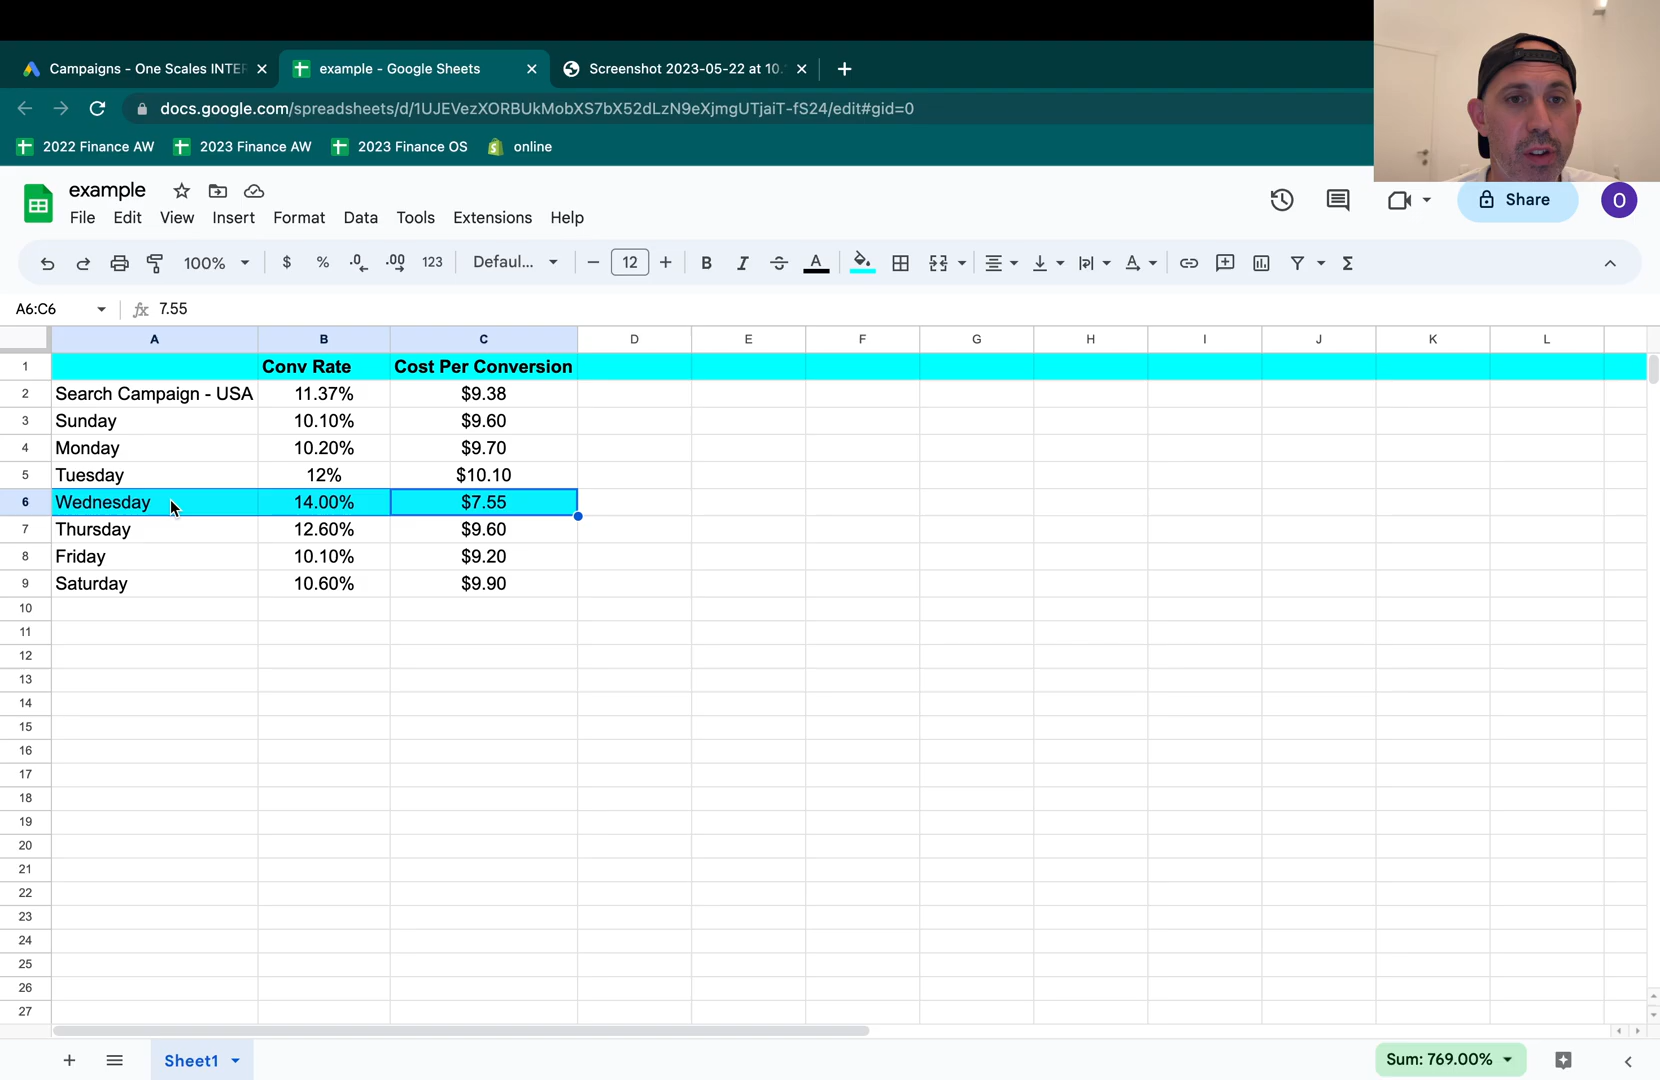 Campaigns - One Scales INTER
example - Google Sheets
Screenshot 2023-05-22 at 10.
docs.google.com/spreadsheets/d/1UJEVezXORBUkMobXS7bX52dLzN9eXjmgUTjaiT-fS24/edit#gid=0
2022 Finance AW 2023 Finance AW 2023 Finance OS online
example
File Edit View Insert Format Data Tools Extensions Help
Share O
100% $ % .0 .00 123 Defaul... 12 B I A
A6:C6 fx 7.55
A B C D E F G H I J K L
1 Conv Rate Cost Per Conversion
2 Search Campaign - USA 11.37% $9.38
3 Sunday 10.10% $9.60
4 Monday 10.20% $9.70
5 Tuesday 12% $10.10
6 Wednesday 14.00% $7.55
7 Thursday 12.60% $9.60
8 Friday 10.10% $9.20
9 Saturday 10.60% $9.90
10
11
12
13
14
15
16
17
18
19
20
21
22
23
24
25
26
27
Sheet1 Sum: 769.00%